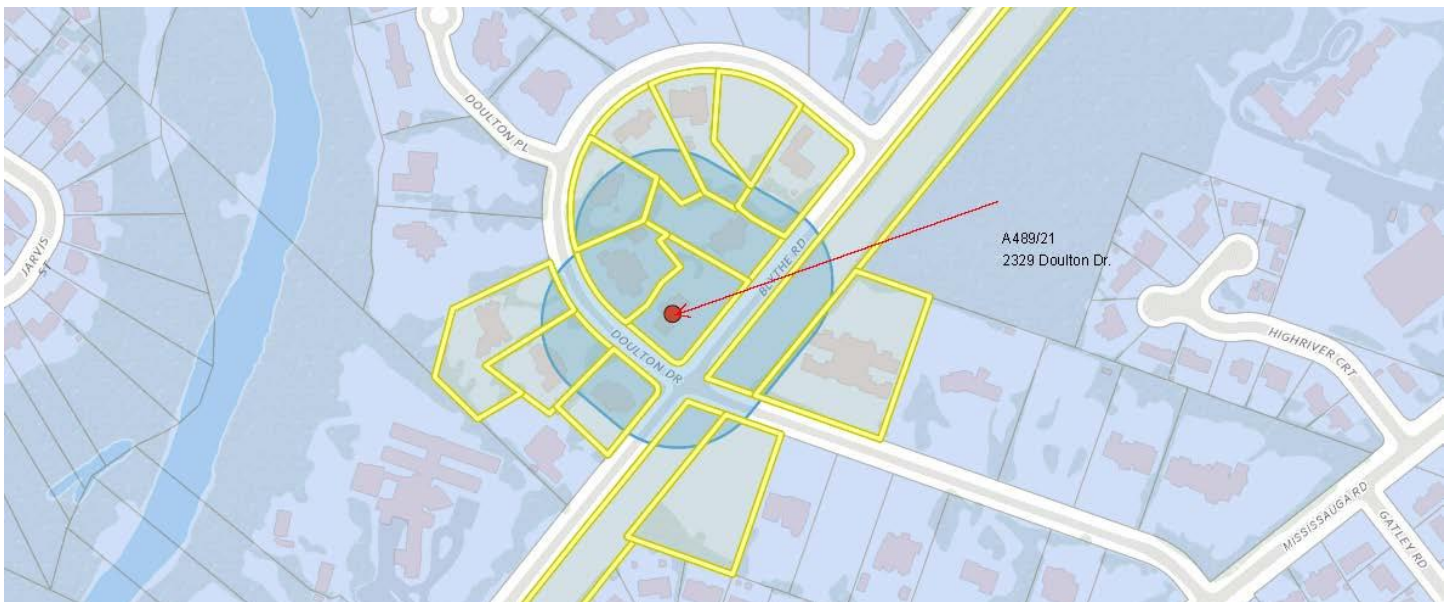 DOULTON PL
JARVIS
ST
BLYTHE RD
A489/21
2329 Doulton Dr.
DOULTON DR
HIGHRIVER CRT
MISSISSAUGA RD
GATLEY RD